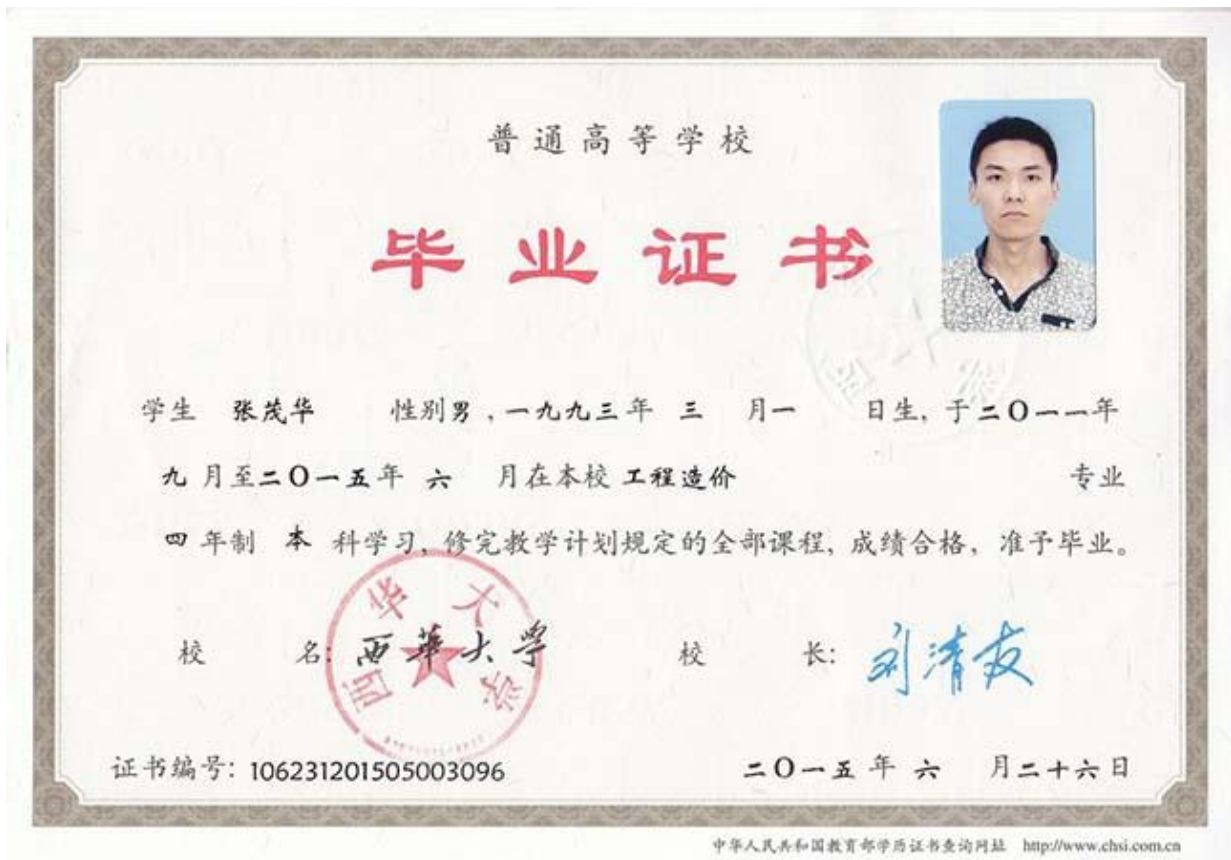 普通高等学校
毕业证书
学生 张茂华 性别男，一九九三年 三 月一 日生，于二〇一一年
九 月至二〇一五年 六 月在本校 工程造价 专业
四 年制 本 科学习，修完教学计划规定的全部课程，成绩合格，准予毕业。
校 名：西華大学 校 长：刘清友
西华大学
证书编号：106231201505003096 二〇一五年 六 月二十六日
中华人民共和国教育部学历证书查询网址 http://www.chsi.com.cn